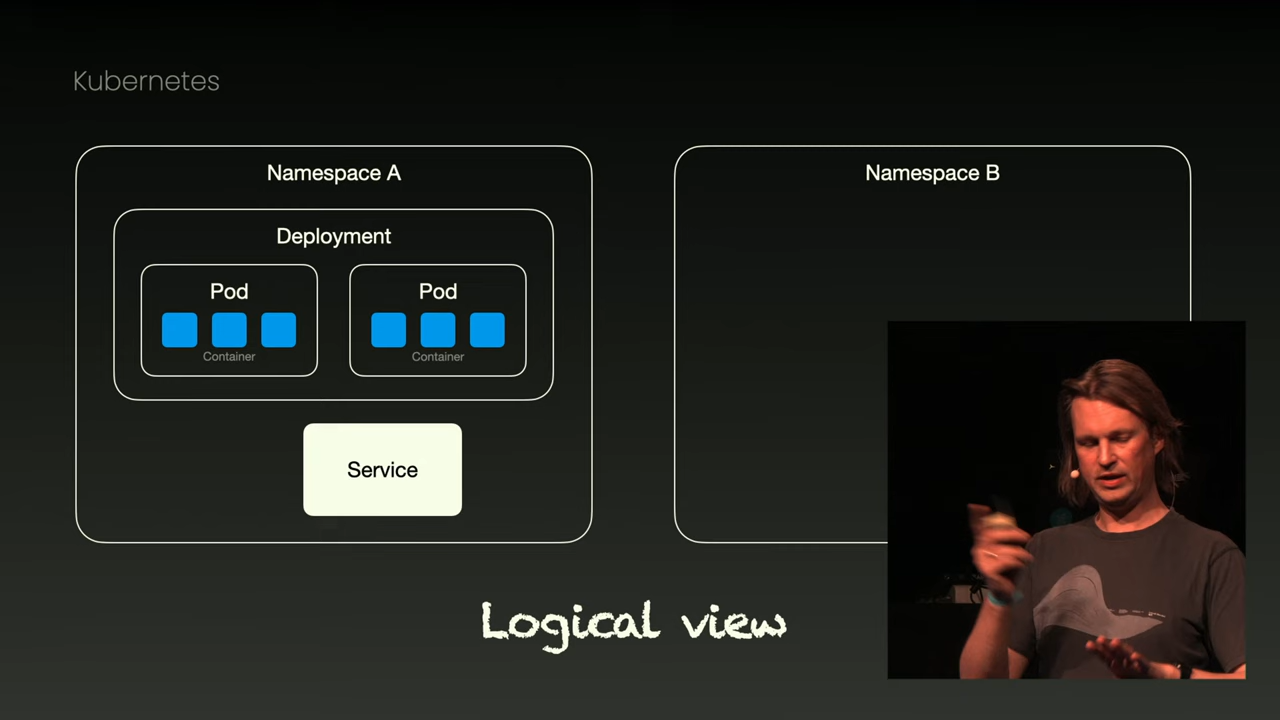 Kubernetes
Namespace A
Namespace B
Deployment
Pod
Pod
Container
Container
Service
Logical view